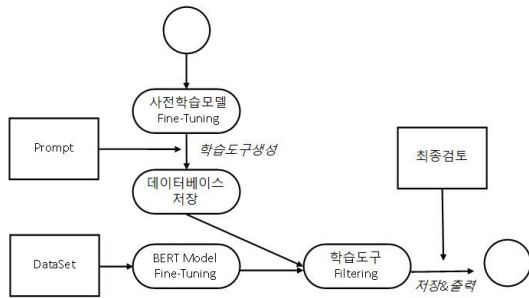 사전학습모델
Fine-Tuning
Prompt
학습도구생성
최종검토
데이터베이스
저장
DataSet
BERT Model
Fine-Tuning
학습도구
Filtering
저장&출력